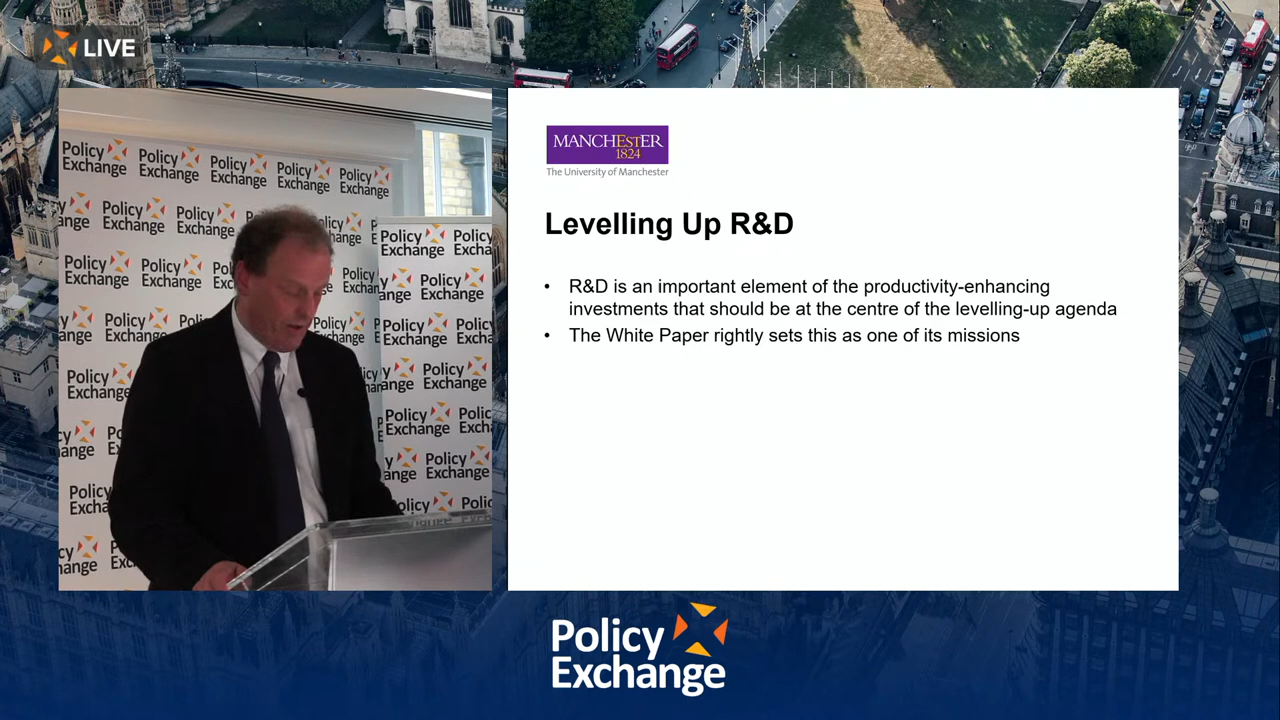 LIVE
Policy
Exchange
MANCHESTER
1824
The University of Manchester
Levelling Up R&D
• R&D is an important element of the productivity-enhancing
investments that should be at the centre of the levelling-up agenda
• The White Paper rightly sets this as one of its missions
Policy
Exchange